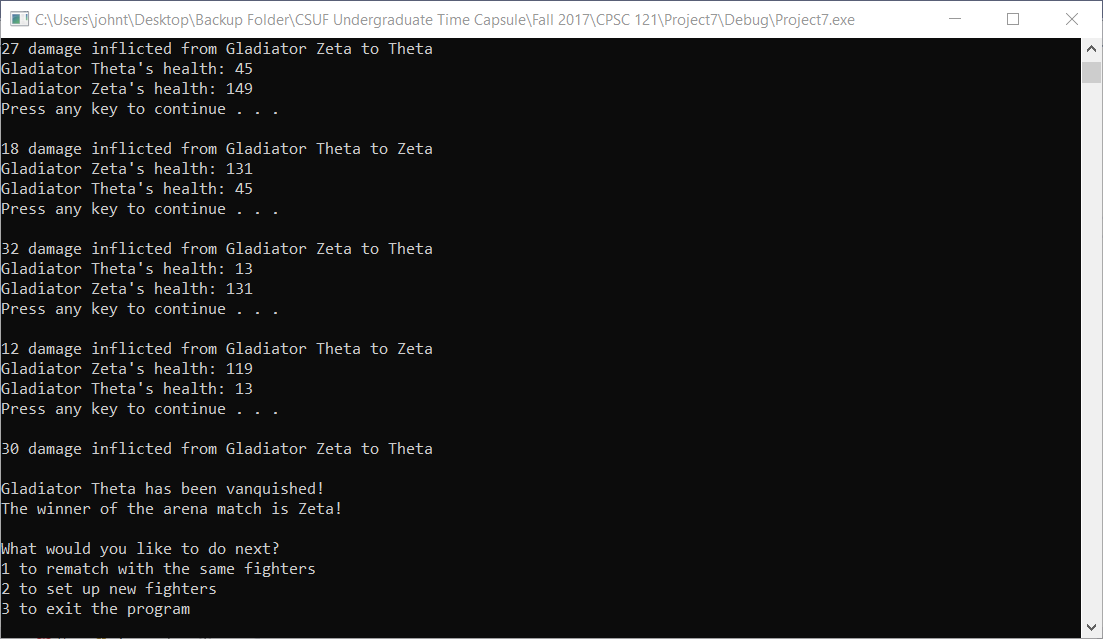 C:\Users\johnt\Desktop\Backup Folder\CSUF Undergraduate Time Capsule\Fall 2017\CPSC 121\Project7\Debug\Project7.exe
27 damage inflicted from Gladiator Zeta to Theta
Gladiator Theta's health: 45
Gladiator Zeta's health: 149
Press any key to continue . . .
18 damage inflicted from Gladiator Theta to Zeta
Gladiator Zeta's health: 131
Gladiator Theta's health: 45
Press any key to continue . . .
32 damage inflicted from Gladiator Zeta to Theta
Gladiator Theta's health: 13
Gladiator Zeta's health: 131
Press any key to continue . . .
12 damage inflicted from Gladiator Theta to Zeta
Gladiator Zeta's health: 119
Gladiator Theta's health: 13
Press any key to continue . . .
30 damage inflicted from Gladiator Zeta to Theta
Gladiator Theta has been vanquished!
The winner of the arena match is Zeta!
What would you like to do next?
1 to rematch with the same fighters
2 to set up new fighters
3 to exit the program